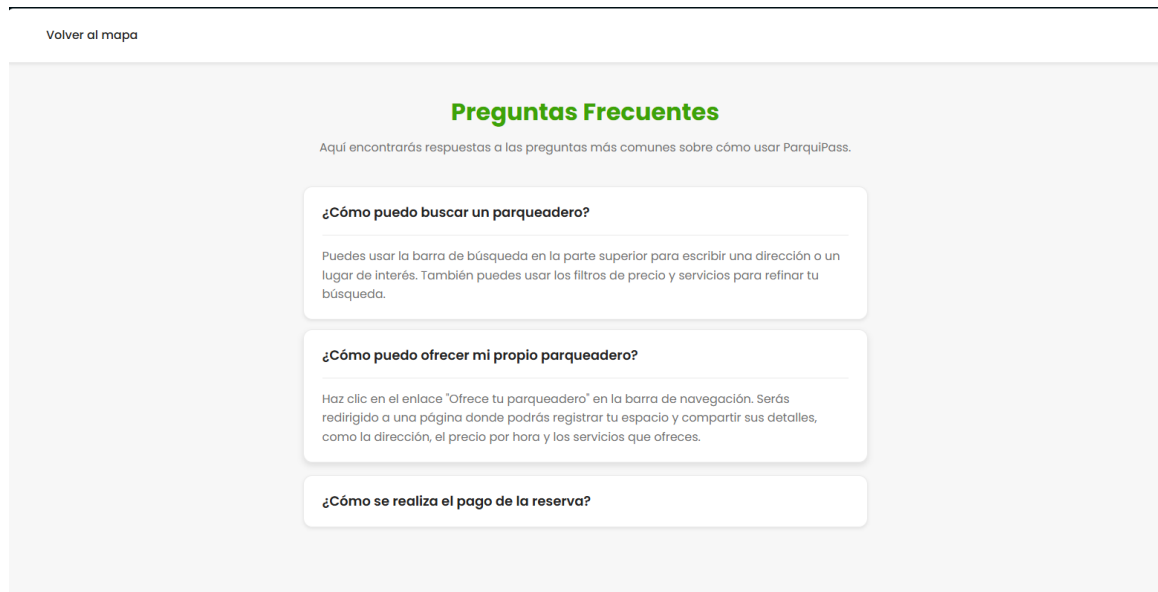 Volver al mapa
Preguntas Frecuentes
Aquí encontrarás respuestas a las preguntas más comunes sobre cómo usar ParquiPass.
¿Cómo puedo buscar un parqueadero?
Puedes usar la barra de búsqueda en la parte superior para escribir una dirección o un
lugar de interés. También puedes usar los filtros de precio y servicios para refinar tu
búsqueda.
¿Cómo puedo ofrecer mi propio parqueadero?
Haz clic en el enlace "Ofrece tu parqueadero" en la barra de navegación. Serás
redirigido a una página donde podrás registrar tu espacio y compartir sus detalles,
como la dirección, el precio por hora y los servicios que ofreces.
¿Cómo se realiza el pago de la reserva?